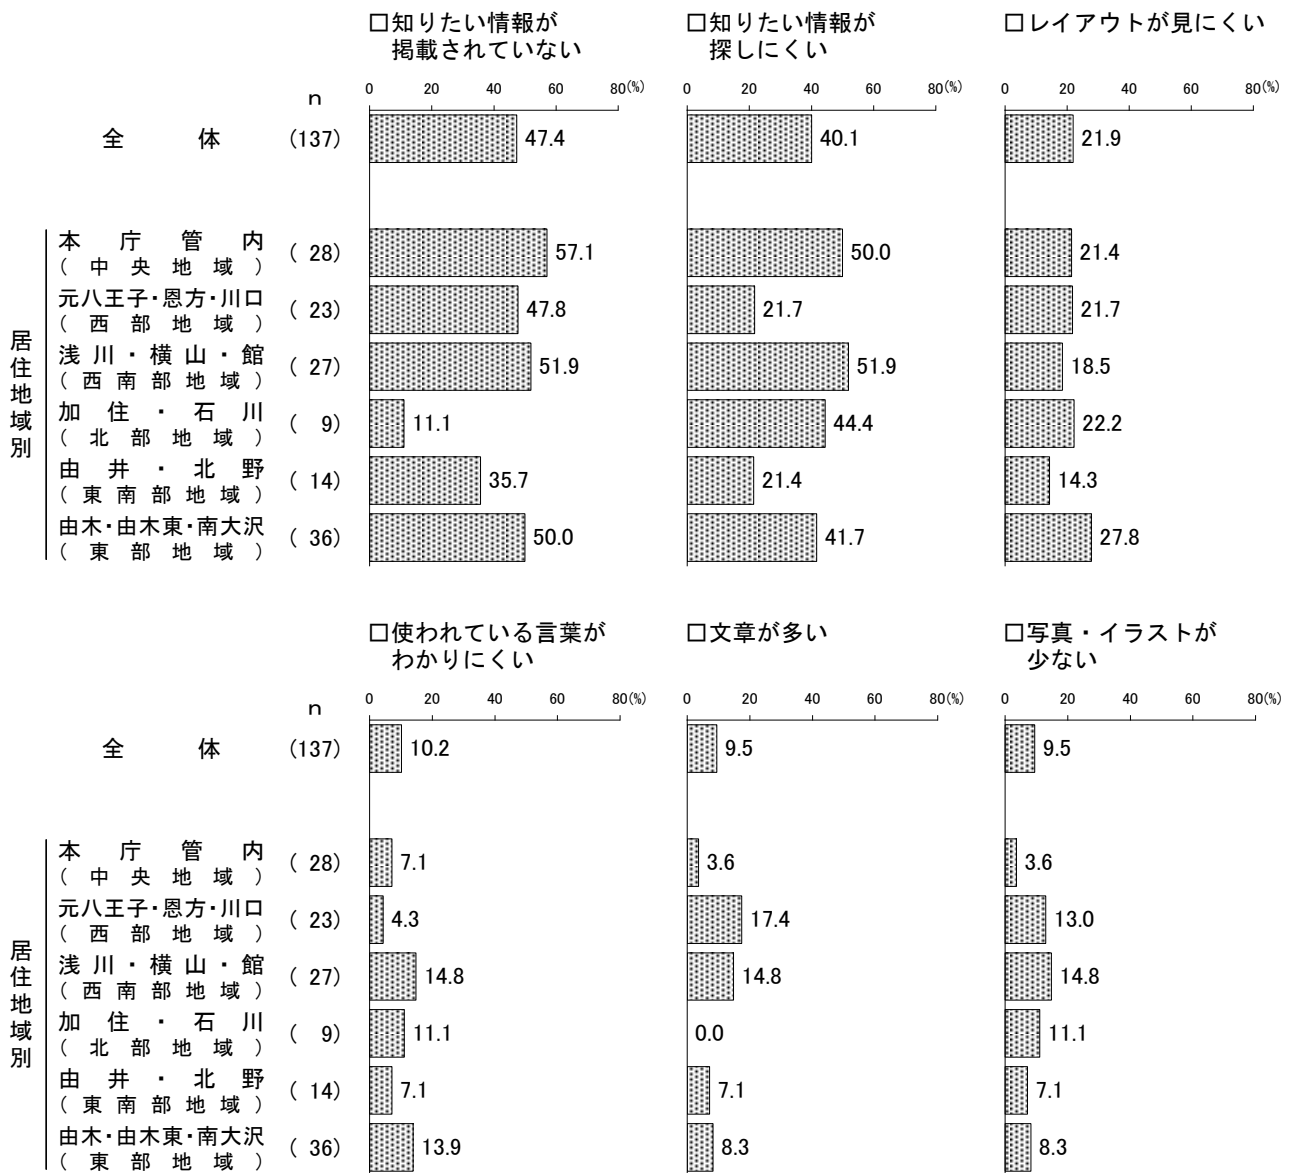 □知りたい情報が
掲載されていない
□知りたい情報が
探しにくい
□レイアウトが見にくい
0 20 40 60 80(%)
0 20 40 60 80(%)
0 20 40 60 80(%)
n
全体 (137) 47.4 40.1 21.9
居住地域別
本庁管内
(中央地域) ( 28) 57.1 50.0 21.4
元八王子・恩方・川口
(西部地域) ( 23) 47.8 21.7 21.7
浅川・横山・館
(西南部地域) ( 27) 51.9 51.9 18.5
加住・石川
(北部地域) ( 9) 11.1 44.4 22.2
由井・北野
(東南部地域) ( 14) 35.7 21.4 14.3
由木・由木東・南大沢
(東部地域) ( 36) 50.0 41.7 27.8
□使われている言葉が
わかりにくい
□文章が多い
□写真・イラストが
少ない
0 20 40 60 80(%)
0 20 40 60 80(%)
0 20 40 60 80(%)
n
全体 (137) 10.2 9.5 9.5
居住地域別
本庁管内
(中央地域) ( 28) 7.1 3.6 3.6
元八王子・恩方・川口
(西部地域) ( 23) 4.3 17.4 13.0
浅川・横山・館
(西南部地域) ( 27) 14.8 14.8 14.8
加住・石川
(北部地域) ( 9) 11.1 0.0 11.1
由井・北野
(東南部地域) ( 14) 7.1 7.1 7.1
由木・由木東・南大沢
(東部地域) ( 36) 13.9 8.3 8.3